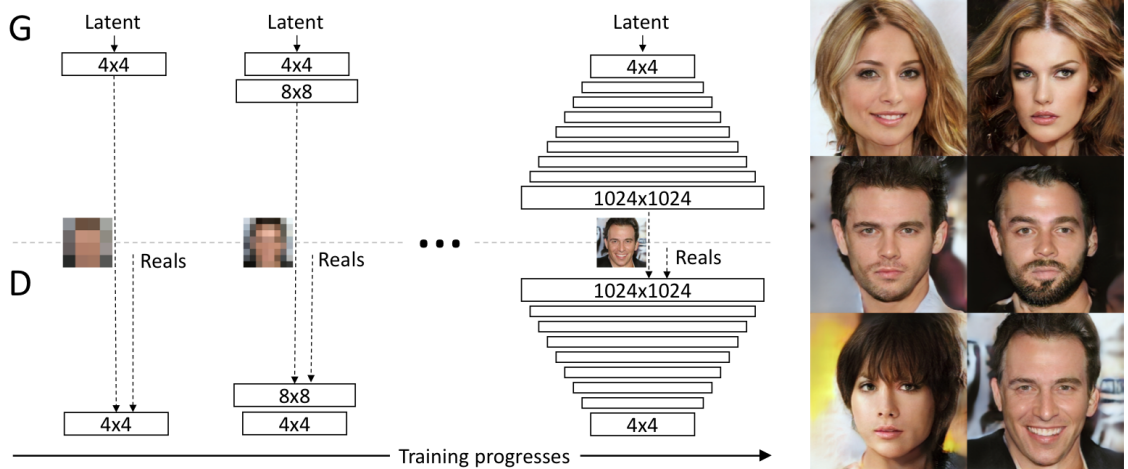 G
Latent
4x4
Latent
4x4
8x8
Latent
4x4
1024x1024
Reals
Reals
Reals
D
1024x1024
8x8
4x4
4x4
4x4
Training progresses